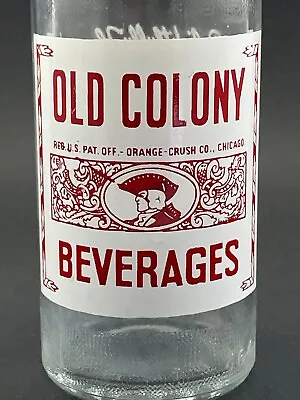 OLD COLONY
REG. U.S. PAT. OFF. - ORANGE-CRUSH CO., CHICAGO
BEVERAGES